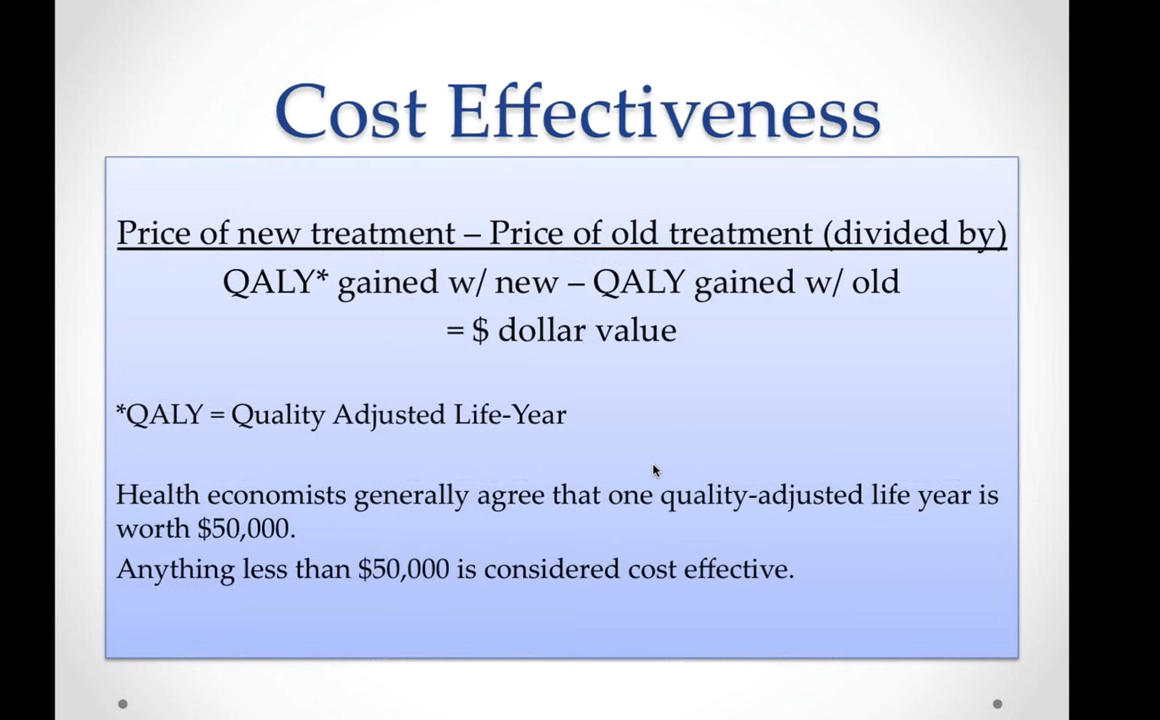 Cost Effectiveness
Price of new treatment – Price of old treatment (divided by)
QALY* gained w/ new – QALY gained w/ old
= $ dollar value
*QALY = Quality Adjusted Life-Year
Health economists generally agree that one quality-adjusted life year is
worth $50,000.
Anything less than $50,000 is considered cost effective.